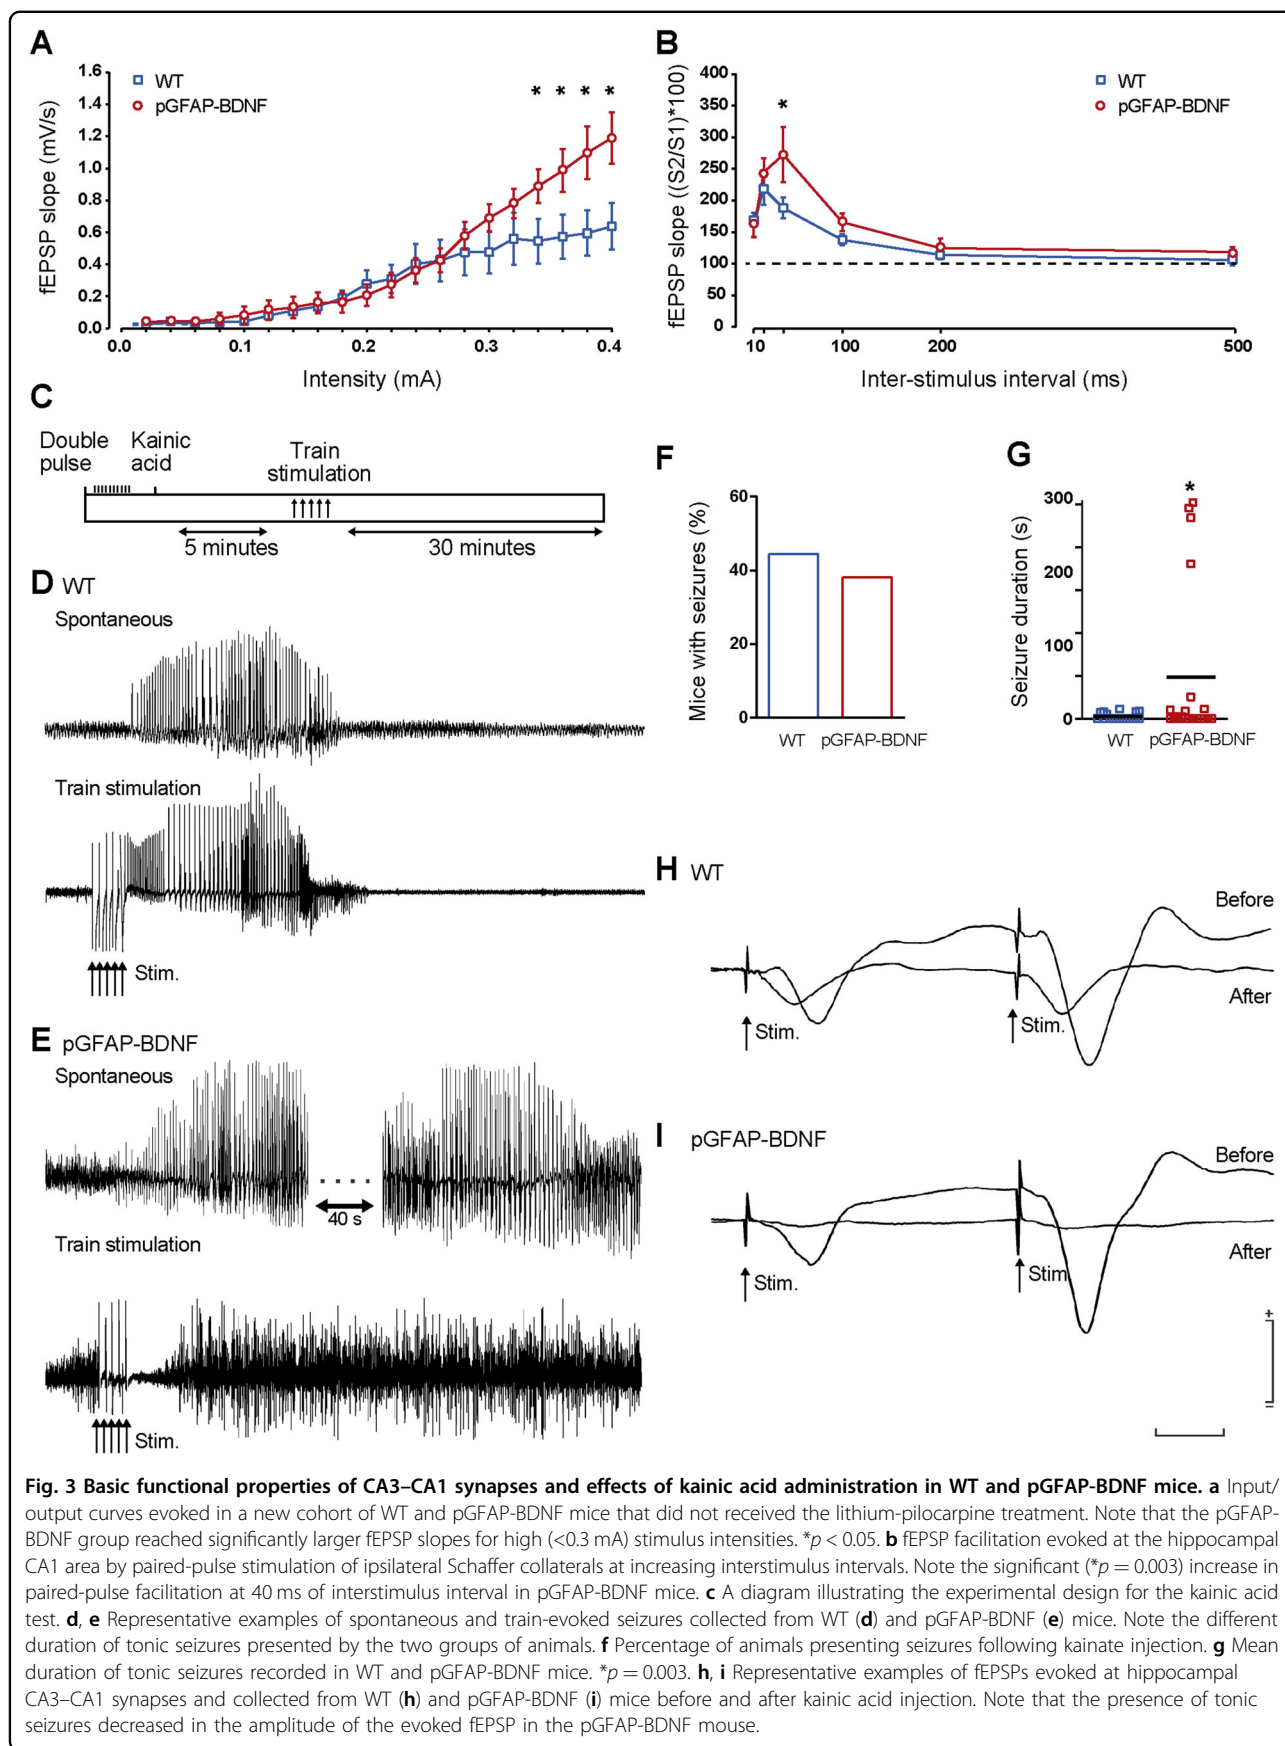 A
fEPSP slope (mV/s)
1.6
1.4
1.2
1.0
0.8
0.6
0.4
0.2
0.0
WT
pGFAP-BDNF
* * * *
0.0 0.1 0.2 0.3 0.4
Intensity (mA)
B
fEPSP slope ((S2/S1)*100)
400
350
300
250
200
150
100
50
0
WT
pGFAP-BDNF
*
10 100 200 500
Inter-stimulus interval (ms)
C
Double
pulse
Kainic
acid
Train
stimulation
5 minutes
30 minutes
D WT
Spontaneous
Train stimulation
Stim.
E pGFAP-BDNF
Spontaneous
40 s
Train stimulation
Stim.
F
Mice with seizures (%)
60
40
20
0
WT pGFAP-BDNF
G
Seizure duration (s)
300
200
100
0
*
WT pGFAP-BDNF
H WT
Before
After
Stim.
Stim.
I pGFAP-BDNF
Before
After
Stim.
Stim
+
=
Fig. 3 Basic functional properties of CA3–CA1 synapses and effects of kainic acid administration in WT and pGFAP-BDNF mice. a Input/
output curves evoked in a new cohort of WT and pGFAP-BDNF mice that did not received the lithium-pilocarpine treatment. Note that the pGFAP-
BDNF group reached significantly larger fEPSP slopes for high (<0.3 mA) stimulus intensities. *p < 0.05. b fEPSP facilitation evoked at the hippocampal
CA1 area by paired-pulse stimulation of ipsilateral Schaffer collaterals at increasing interstimulus intervals. Note the significant (*p = 0.003) increase in
paired-pulse facilitation at 40 ms of interstimulus interval in pGFAP-BDNF mice. c A diagram illustrating the experimental design for the kainic acid
test. d, e Representative examples of spontaneous and train-evoked seizures collected from WT (d) and pGFAP-BDNF (e) mice. Note the different
duration of tonic seizures presented by the two groups of animals. f Percentage of animals presenting seizures following kainate injection. g Mean
duration of tonic seizures recorded in WT and pGFAP-BDNF mice. *p = 0.003. h, i Representative examples of fEPSPs evoked at hippocampal
CA3–CA1 synapses and collected from WT (h) and pGFAP-BDNF (i) mice before and after kainic acid injection. Note that the presence of tonic
seizures decreased in the amplitude of the evoked fEPSP in the pGFAP-BDNF mouse.